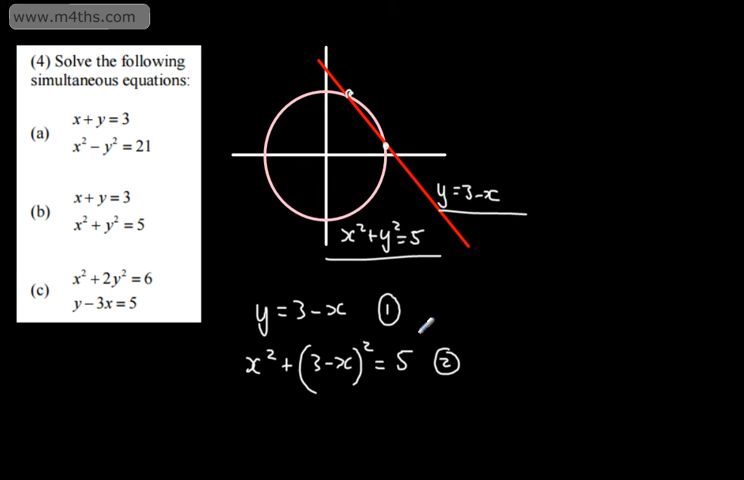 www.m4ths.com
(4) Solve the following
simultaneous equations:
(a) x + y = 3
x² − y² = 21
(b) x + y = 3
x² + y² = 5
(c) x² + 2y² = 6
y − 3x = 5
y = 3 - x
x² + y² = 5
y = 3 - x ①
x² + (3 - x)² = 5 ②